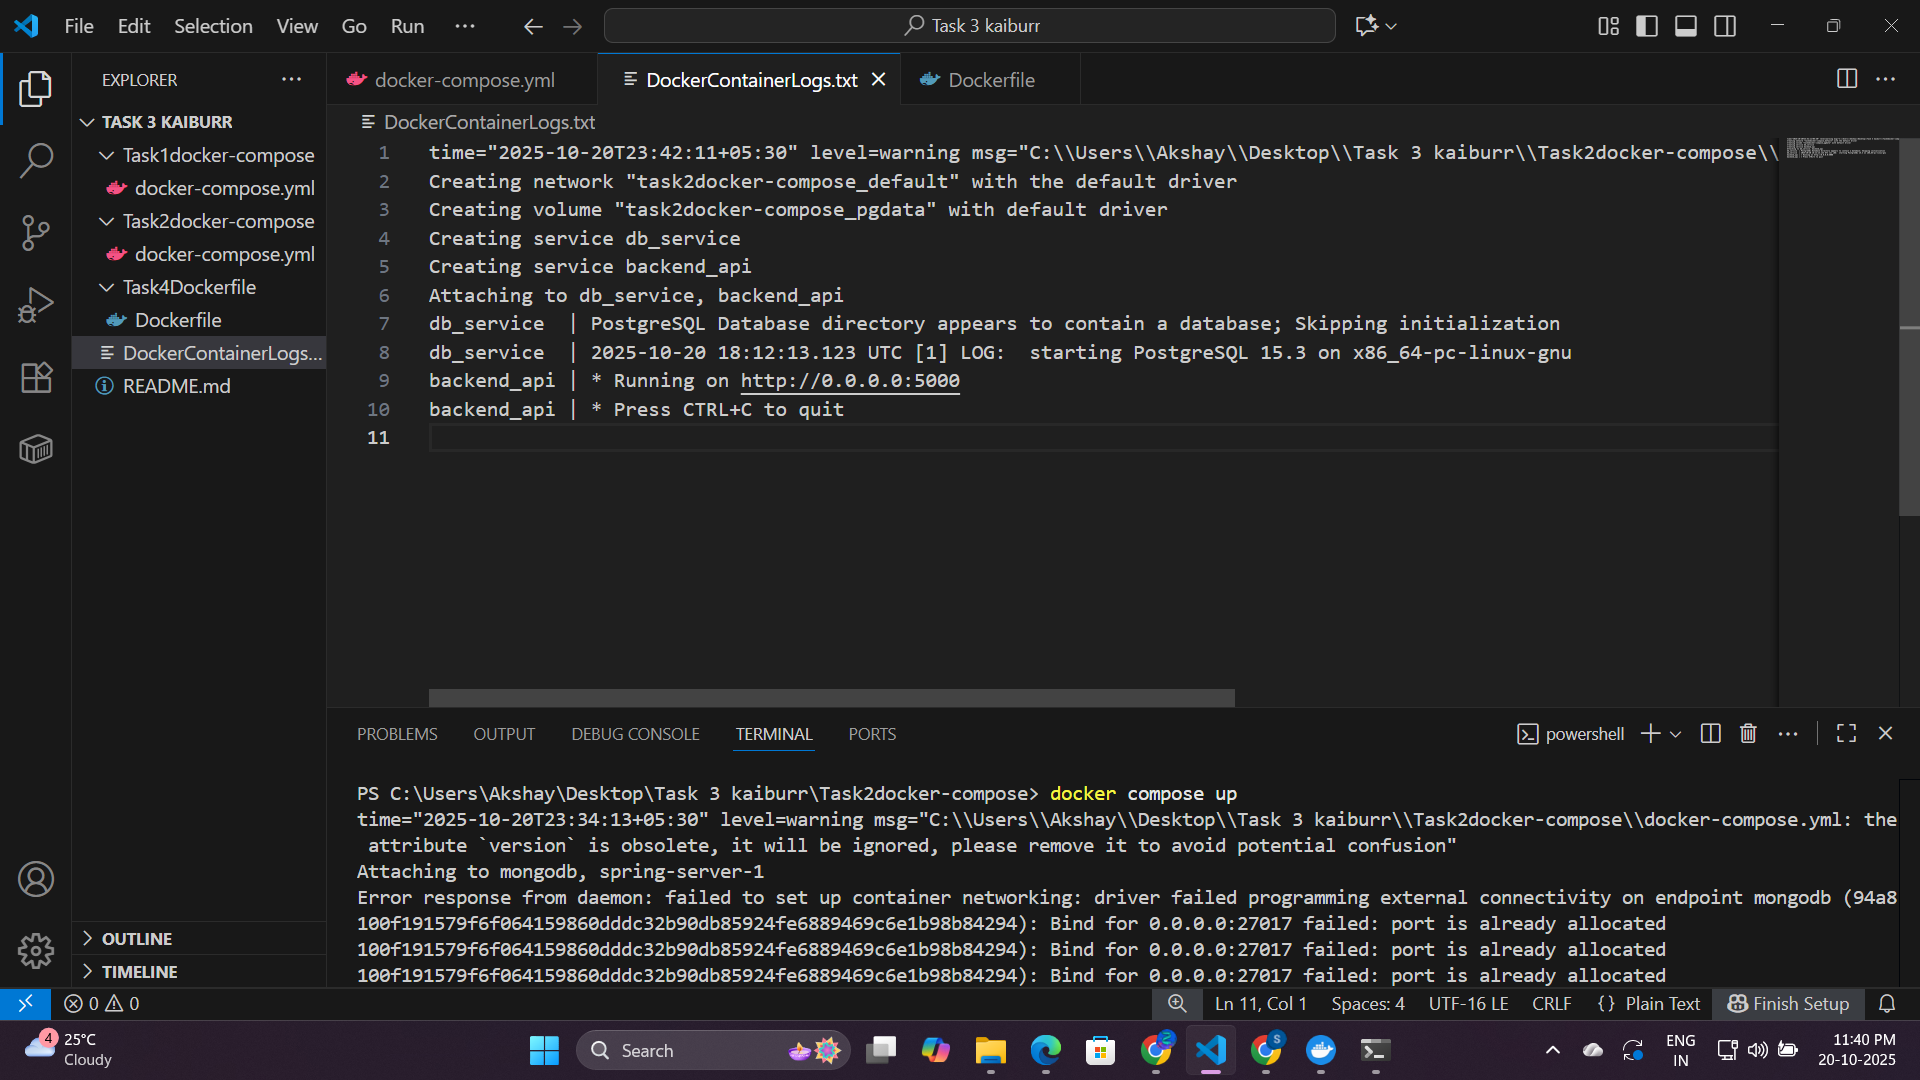 File Edit Selection View Go Run ··· Task 3 kaiburr
EXPLORER ···
docker-compose.yml DockerContainerLogs.txt Dockerfile ···
TASK 3 KAIBURR
Task1docker-compose
docker-compose.yml
Task2docker-compose
docker-compose.yml
Task4Dockerfile
Dockerfile
DockerContainerLogs...
README.md
OUTLINE
TIMELINE
DockerContainerLogs.txt
1 time="2025-10-20T23:42:11+05:30" level=warning msg="C:\\Users\\Akshay\\Desktop\\Task 3 kaiburr\\Task2docker-compose\\
2 Creating network "task2docker-compose_default" with the default driver
3 Creating volume "task2docker-compose_pgdata" with default driver
4 Creating service db_service
5 Creating service backend_api
6 Attaching to db_service, backend_api
7 db_service | PostgreSQL Database directory appears to contain a database; Skipping initialization
8 db_service | 2025-10-20 18:12:13.123 UTC [1] LOG: starting PostgreSQL 15.3 on x86_64-pc-linux-gnu
9 backend_api | * Running on http://0.0.0.0:5000
10 backend_api | * Press CTRL+C to quit
11
PROBLEMS OUTPUT DEBUG CONSOLE TERMINAL PORTS powershell ···
PS C:\Users\Akshay\Desktop\Task 3 kaiburr\Task2docker-compose> docker compose up
time="2025-10-20T23:34:13+05:30" level=warning msg="C:\\Users\\Akshay\\Desktop\\Task 3 kaiburr\\Task2docker-compose\\docker-compose.yml: the
attribute `version` is obsolete, it will be ignored, please remove it to avoid potential confusion"
Attaching to mongodb, spring-server-1
Error response from daemon: failed to set up container networking: driver failed programming external connectivity on endpoint mongodb (94a8
100f191579f6f064159860dddc32b90db85924fe6889469c6e1b98b84294): Bind for 0.0.0.0:27017 failed: port is already allocated
100f191579f6f064159860dddc32b90db85924fe6889469c6e1b98b84294): Bind for 0.0.0.0:27017 failed: port is already allocated
100f191579f6f064159860dddc32b90db85924fe6889469c6e1b98b84294): Bind for 0.0.0.0:27017 failed: port is already allocated
0 0 Ln 11, Col 1 Spaces: 4 UTF-16 LE CRLF {} Plain Text Finish Setup
4 25°C
Cloudy
Search
2
S
ENG
IN
11:40 PM
20-10-2025